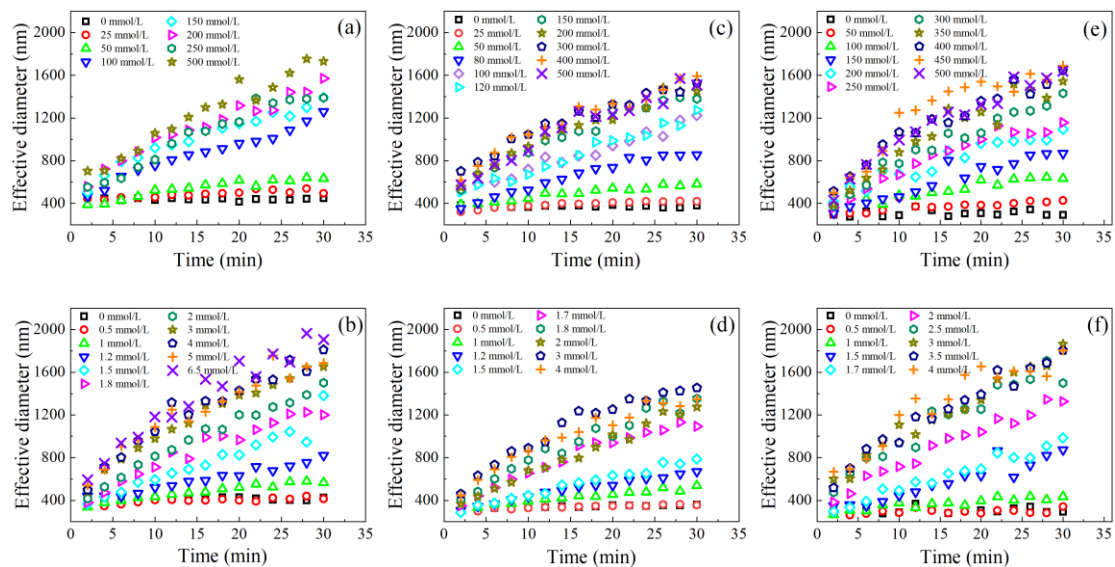 (a)
0 mmol/L
25 mmol/L
50 mmol/L
100 mmol/L
150 mmol/L
200 mmol/L
250 mmol/L
500 mmol/L
Effective diameter (nm)
2000
1600
1200
800
400
0 5 10 15 20 25 30 35
Time (min)
(c)
0 mmol/L
25 mmol/L
50 mmol/L
80 mmol/L
100 mmol/L
120 mmol/L
150 mmol/L
200 mmol/L
300 mmol/L
400 mmol/L
500 mmol/L
Effective diameter (nm)
2000
1600
1200
800
400
0 5 10 15 20 25 30 35
Time (min)
(e)
0 mmol/L
50 mmol/L
100 mmol/L
150 mmol/L
200 mmol/L
250 mmol/L
300 mmol/L
350 mmol/L
400 mmol/L
450 mmol/L
500 mmol/L
Effective diameter (nm)
2000
1600
1200
800
400
0 5 10 15 20 25 30 35
Time (min)
(b)
0 mmol/L
0.5 mmol/L
1 mmol/L
1.2 mmol/L
1.5 mmol/L
1.8 mmol/L
2 mmol/L
3 mmol/L
4 mmol/L
5 mmol/L
6.5 mmol/L
Effective diameter (nm)
2000
1600
1200
800
400
0 5 10 15 20 25 30 35
Time (min)
(d)
0 mmol/L
0.5 mmol/L
1 mmol/L
1.2 mmol/L
1.5 mmol/L
1.7 mmol/L
1.8 mmol/L
2 mmol/L
3 mmol/L
4 mmol/L
Effective diameter (nm)
2000
1600
1200
800
400
0 5 10 15 20 25 30 35
Time (min)
(f)
0 mmol/L
0.5 mmol/L
1 mmol/L
1.5 mmol/L
1.7 mmol/L
2 mmol/L
2.5 mmol/L
3 mmol/L
3.5 mmol/L
4 mmol/L
Effective diameter (nm)
2000
1600
1200
800
400
0 5 10 15 20 25 30 35
Time (min)